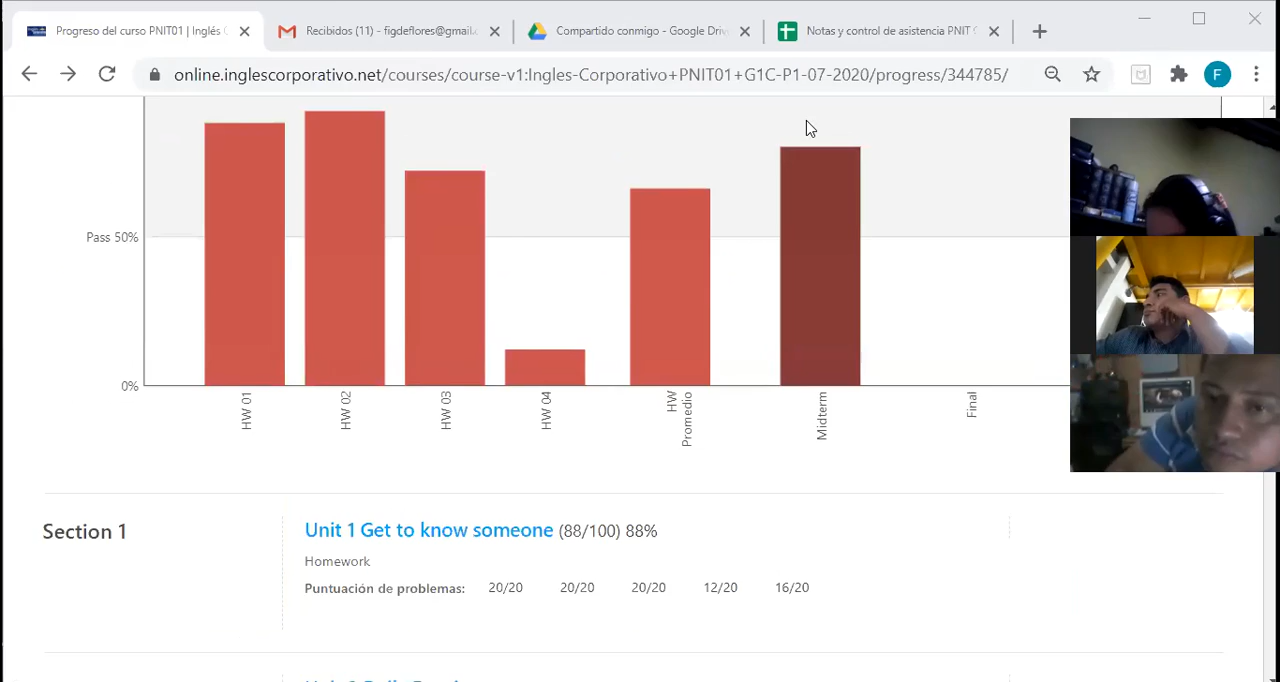 Progreso del curso PNIT01 | Inglés
Recibidos (11) - figdeflores@gmail.
Compartido conmigo - Google Driv
Notas y control de asistencia PNIT
online.inglescorporativo.net/courses/course-v1:Ingles-Corporativo+PNIT01+G1C-P1-07-2020/progress/344785/
F
Pass 50%
0%
HW 01
HW 02
HW 03
HW 04
HW
Promedio
Midterm
Final
Section 1
Unit 1 Get to know someone (88/100) 88%
Homework
Puntuación de problemas: 20/20 20/20 20/20 12/20 16/20